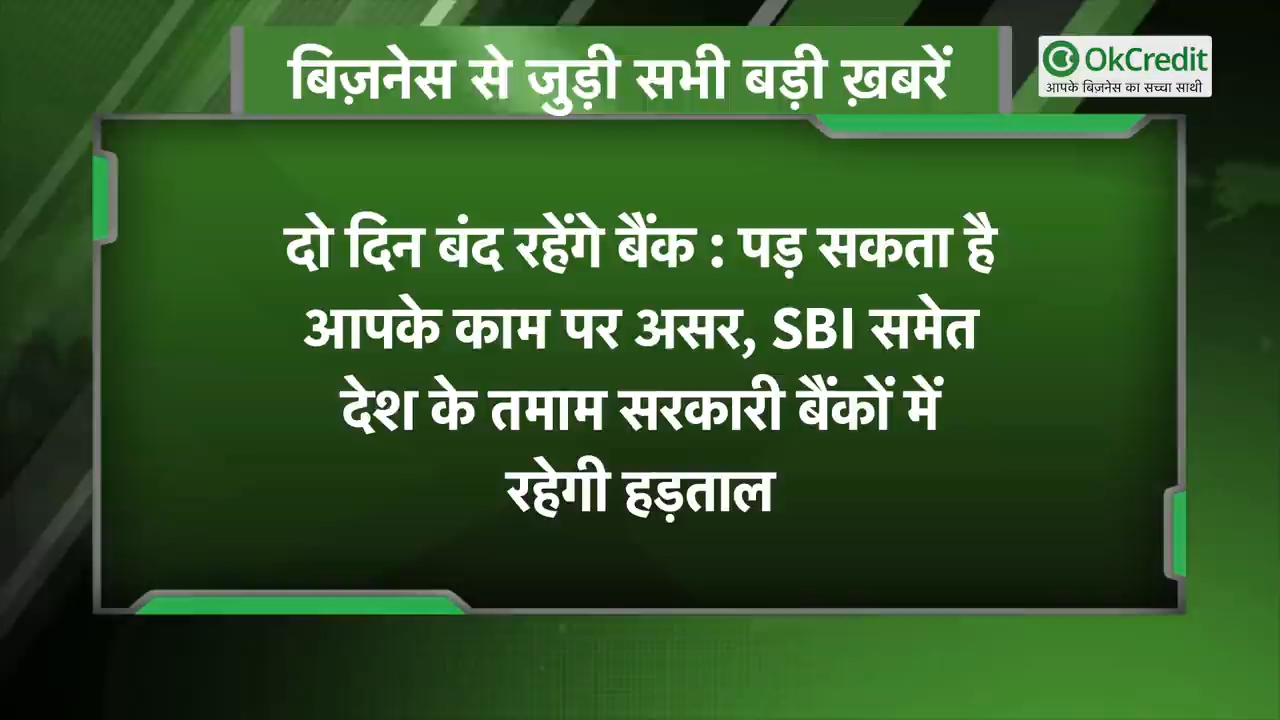 बिज़नेस से जुड़ी सभी बड़ी ख़बरें
OkCredit
आपके बिज़नेस का सच्चा साथी
दो दिन बंद रहेंगे बैंक : पड़ सकता है
आपके काम पर असर, SBI समेत
देश के तमाम सरकारी बैंकों में
रहेगी हड़ताल